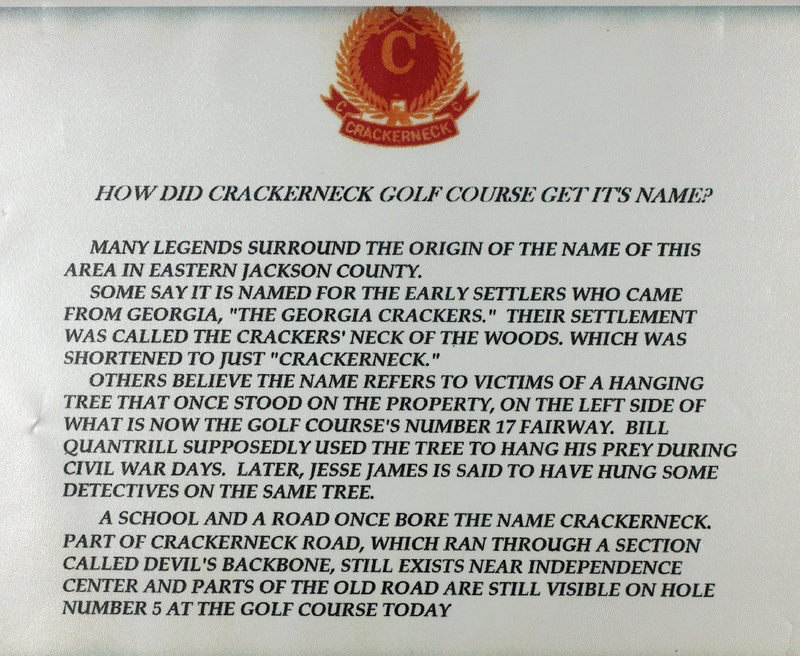 C
C CRACKERNECK C
HOW DID CRACKERNECK GOLF COURSE GET IT'S NAME?
MANY LEGENDS SURROUND THE ORIGIN OF THE NAME OF THIS
AREA IN EASTERN JACKSON COUNTY.
SOME SAY IT IS NAMED FOR THE EARLY SETTLERS WHO CAME
FROM GEORGIA, "THE GEORGIA CRACKERS." THEIR SETTLEMENT
WAS CALLED THE CRACKERS' NECK OF THE WOODS. WHICH WAS
SHORTENED TO JUST "CRACKERNECK."
OTHERS BELIEVE THE NAME REFERS TO VICTIMS OF A HANGING
TREE THAT ONCE STOOD ON THE PROPERTY, ON THE LEFT SIDE OF
WHAT IS NOW THE GOLF COURSE'S NUMBER 17 FAIRWAY. BILL
QUANTRILL SUPPOSEDLY USED THE TREE TO HANG HIS PREY DURING
CIVIL WAR DAYS. LATER, JESSE JAMES IS SAID TO HAVE HUNG SOME
DETECTIVES ON THE SAME TREE.
A SCHOOL AND A ROAD ONCE BORE THE NAME CRACKERNECK.
PART OF CRACKERNECK ROAD, WHICH RAN THROUGH A SECTION
CALLED DEVIL'S BACKBONE, STILL EXISTS NEAR INDEPENDENCE
CENTER AND PARTS OF THE OLD ROAD ARE STILL VISIBLE ON HOLE
NUMBER 5 AT THE GOLF COURSE TODAY